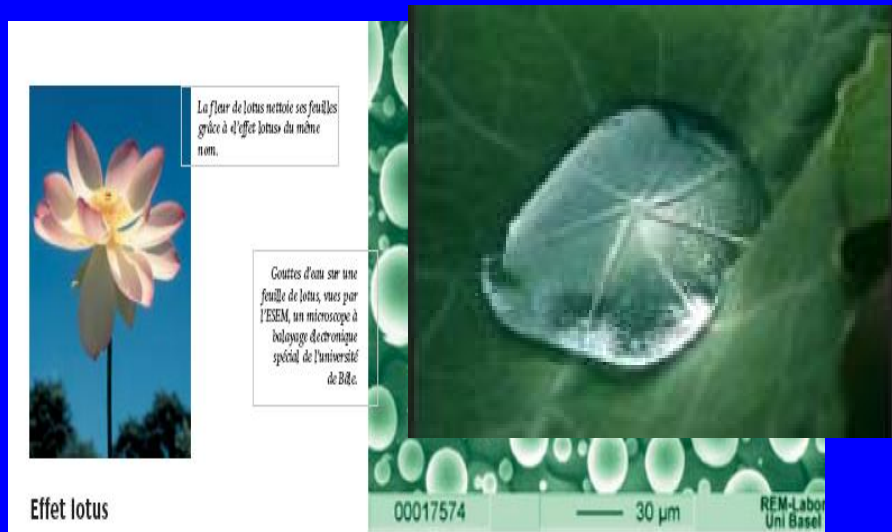 La fleur de lotus nettoie ses feuilles
grâce à «l'effet lotus» du même
nom.
Gouttes d'eau sur une
feuille de lotus, vues par
l'ESEM, un microscope à
balayage électronique
spécial de l'université
de Bâle.
Effet lotus
00017574
30 µm
REM-Labor
Uni Basel